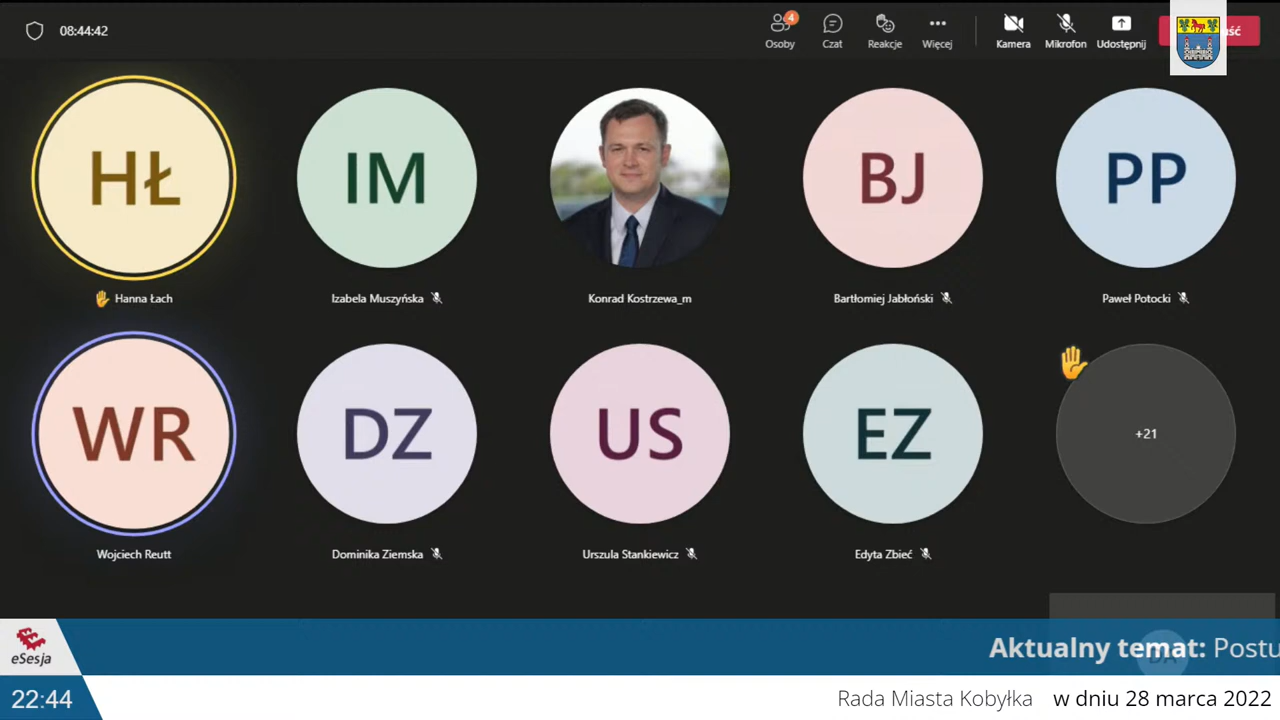 08:44:42
4
Osoby
Czat
Reakcje
Więcej
Kamera
Mikrofon
Udostępnij
HŁ
IM
BJ
PP
Hanna Łach
Izabela Muszyńska
Konrad Kostrzewa_m
Bartłomiej Jabłoński
Paweł Potocki
WR
DZ
US
EZ
+21
Wojciech Reutt
Dominika Ziemska
Urszula Stankiewicz
Edyta Zbieć
eSesja
Aktualny temat: Postu
22:44
Rada Miasta Kobyłka w dniu 28 marca 2022